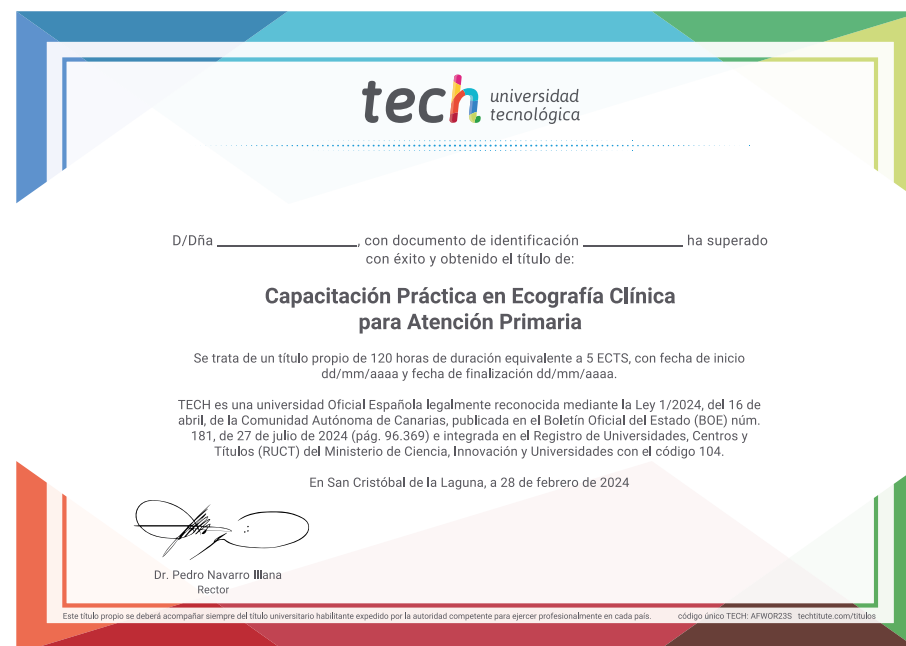 tech universidad
tecnológica
D/Dña ____________________, con documento de identificación ______________ ha superado
con éxito y obtenido el título de:
Capacitación Práctica en Ecografía Clínica
para Atención Primaria
Se trata de un título propio de 120 horas de duración equivalente a 5 ECTS, con fecha de inicio
dd/mm/aaaa y fecha de finalización dd/mm/aaaa.
TECH es una universidad Oficial Española legalmente reconocida mediante la Ley 1/2024, del 16 de
abril, de la Comunidad Autónoma de Canarias, publicada en el Boletín Oficial del Estado (BOE) núm.
181, de 27 de julio de 2024 (pág. 96.369) e integrada en el Registro de Universidades, Centros y
Títulos (RUCT) del Ministerio de Ciencia, Innovación y Universidades con el código 104.
En San Cristóbal de la Laguna, a 28 de febrero de 2024
Dr. Pedro Navarro Illana
Rector
Este título propio se deberá acompañar siempre del título universitario habilitante expedido por la autoridad competente para ejercer profesionalmente en cada país. código único TECH: AFWOR23S techtitute.com/titulos